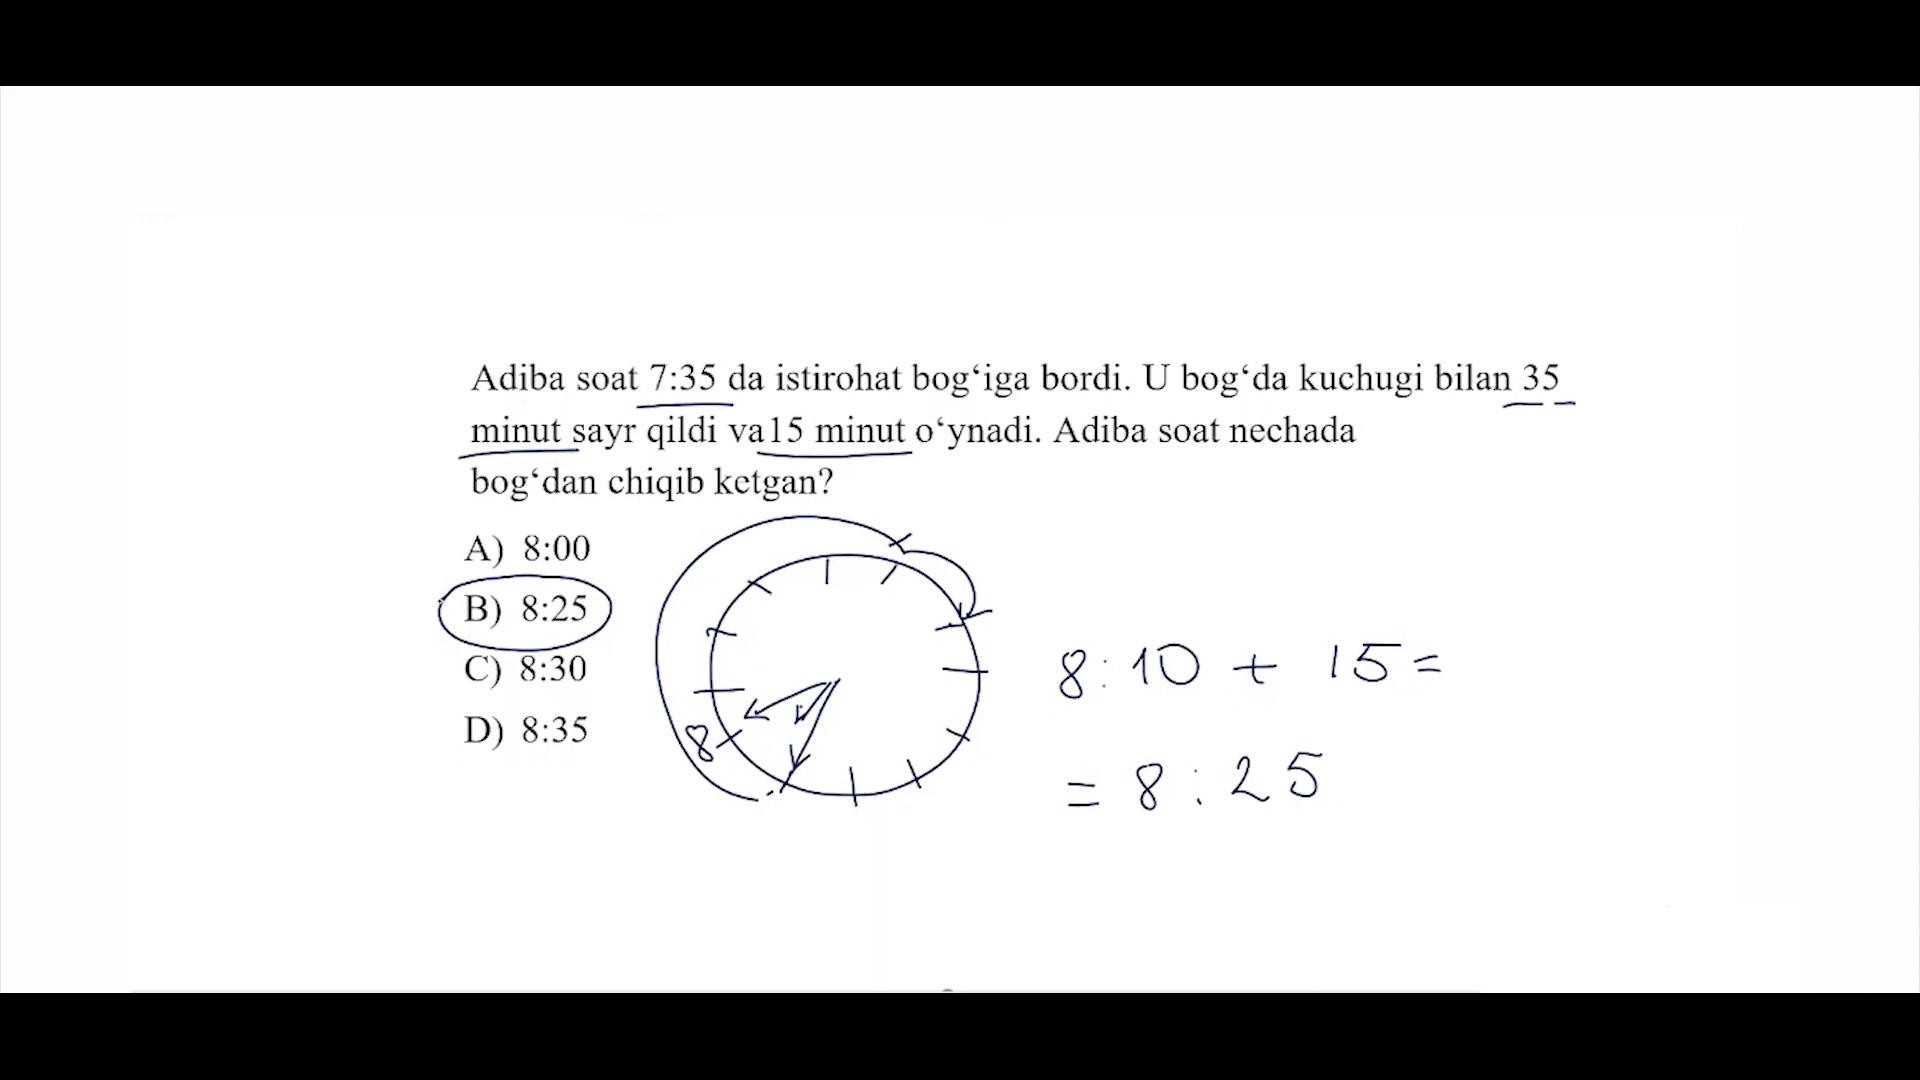 Adiba soat 7:35 da istirohat bog‘iga bordi. U bog‘da kuchugi bilan 35
minut sayr qildi va15 minut o‘ynadi. Adiba soat nechada
bog‘dan chiqib ketgan?
A) 8:00
B) 8:25
C) 8:30
D) 8:35
8
8:10 + 15 =
= 8:25